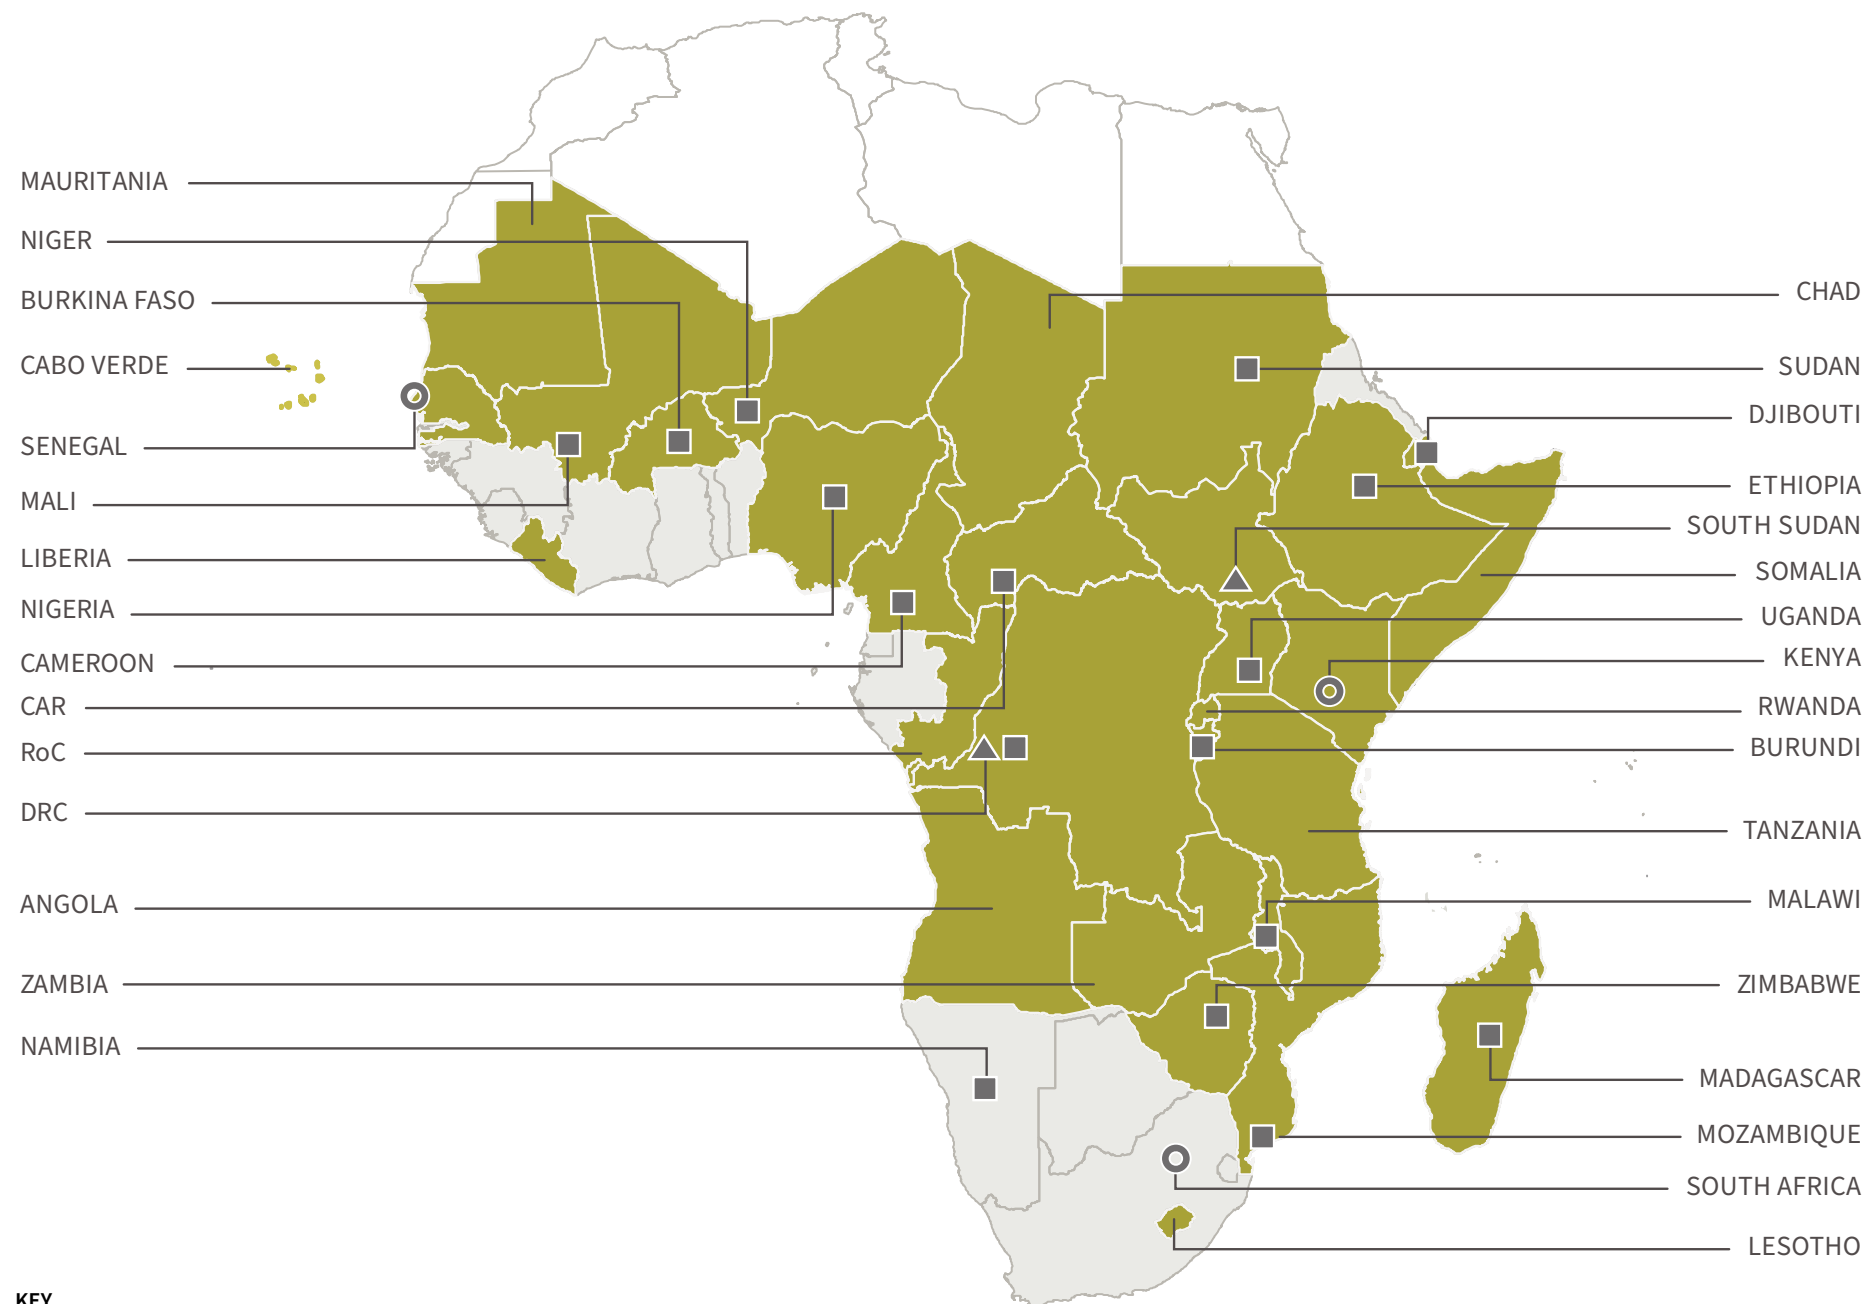 MAURITANIA
NIGER
BURKINA FASO
CABO VERDE
SENEGAL
MALI
LIBERIA
NIGERIA
CAMEROON
CAR
RoC
DRC
ANGOLA
ZAMBIA
NAMIBIA
CHAD
SUDAN
DJIBOUTI
ETHIOPIA
SOUTH SUDAN
SOMALIA
UGANDA
KENYA
RWANDA
BURUNDI
TANZANIA
MALAWI
ZIMBABWE
MADAGASCAR
MOZAMBIQUE
SOUTH AFRICA
LESOTHO
KEY